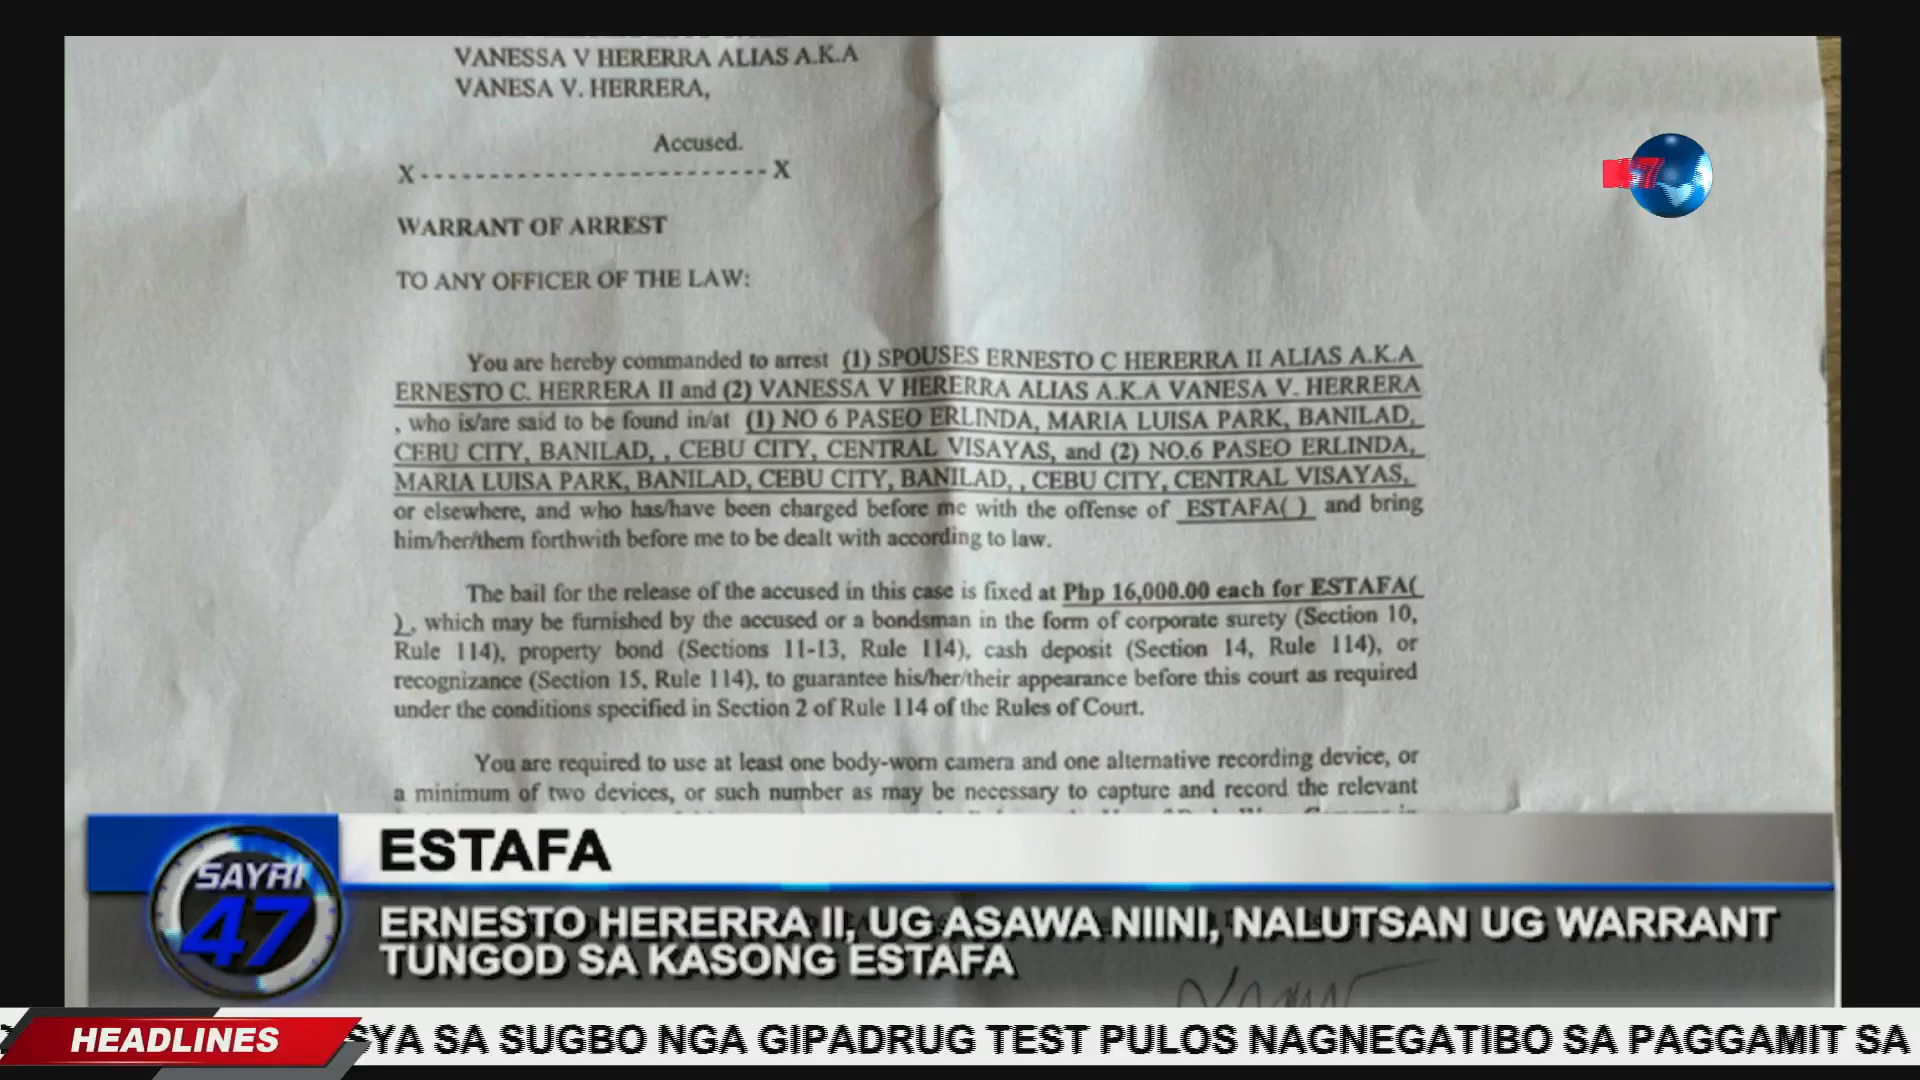 VANESSA V HERERRA ALIAS A.K.A
VANESA V. HERRERA,
Accused.
X-------------------------X
WARRANT OF ARREST
TO ANY OFFICER OF THE LAW:
You are hereby commanded to arrest (1) SPOUSES ERNESTO C HERERRA II ALIAS A.K.A
ERNESTO C. HERRERA II and (2) VANESSA V HERERRA ALIAS A.K.A VANESA V. HERRERA
, who is/are said to be found in/at (1) NO 6 PASEO ERLINDA, MARIA LUISA PARK, BANILAD,
CEBU CITY, BANILAD, , CEBU CITY, CENTRAL VISAYAS, and (2) NO.6 PASEO ERLINDA,
MARIA LUISA PARK, BANILAD, CEBU CITY, BANILAD, , CEBU CITY, CENTRAL VISAYAS,
or elsewhere, and who has/have been charged before me with the offense of ESTAFA( ) and bring
him/her/them forthwith before me to be dealt with according to law.
The bail for the release of the accused in this case is fixed at Php 16,000.00 each for ESTAFA(
), which may be furnished by the accused or a bondsman in the form of corporate surety (Section 10,
Rule 114), property bond (Sections 11-13, Rule 114), cash deposit (Section 14, Rule 114), or
recognizance (Section 15, Rule 114), to guarantee his/her/their appearance before this court as required
under the conditions specified in Section 2 of Rule 114 of the Rules of Court.
You are required to use at least one body-worn camera and one alternative recording device, or
a minimum of two devices, or such number as may be necessary to capture and record the relevant
SAYRI
47
ESTAFA
ERNESTO HERERRA II, UG ASAWA NIINI, NALUTSAN UG WARRANT
TUNGOD SA KASONG ESTAFA
HEADLINES
SYA SA SUGBO NGA GIPADRUG TEST PULOS NAGNEGATIBO SA PAGGAMIT SA